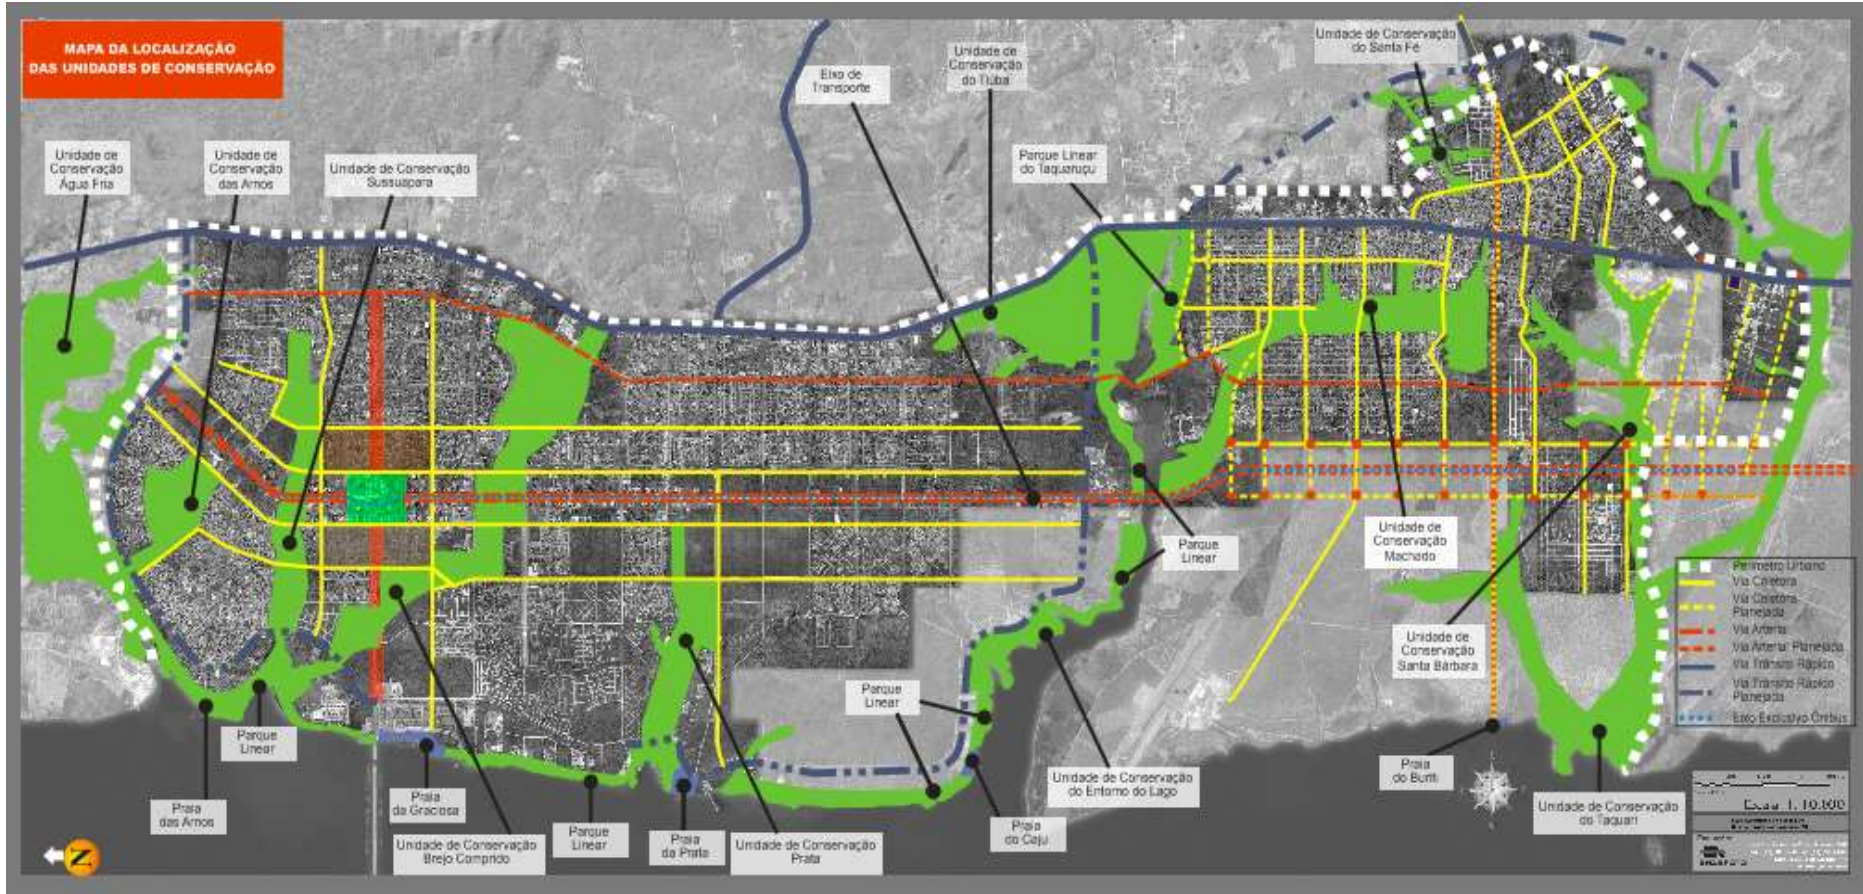 MAPA DA LOCALIZAÇÃO
DAS UNIDADES DE CONSERVAÇÃO
Unidade de
Conservação
Água Fria
Unidade de
Conservação
das Arnos
Unidade de Conservação
Sussuapara
Eixo de
Transporte
Unidade de
Conservação
do Tiúba
Parque Linear
do Taquaruçu
Unidade de Conservação
do Santa Fé
Unidade de
Conservação
Machado
Parque
Linear
Unidade de
Conservação
Santa Bárbara
Parque
Linear
Praia
das Arnos
Parque
Linear
Praia
da Graciosa
Unidade de Conservação
Brejo Comprido
Parque
Linear
Praia
da Prata
Unidade de Conservação
Prata
Praia
do Caju
Unidade de Conservação
do Entorno do Lago
Praia
do Buriti
Unidade de Conservação
do Taquari
Perímetro Urbano
Via Coletora
Via Coletora
Planejada
Via Arterial
Via Arterial Planejada
Via Trânsito Rápido
Via Trânsito Rápido
Planejada
Eixo Exclusivo Ônibus
Escala 1: 10.000
N